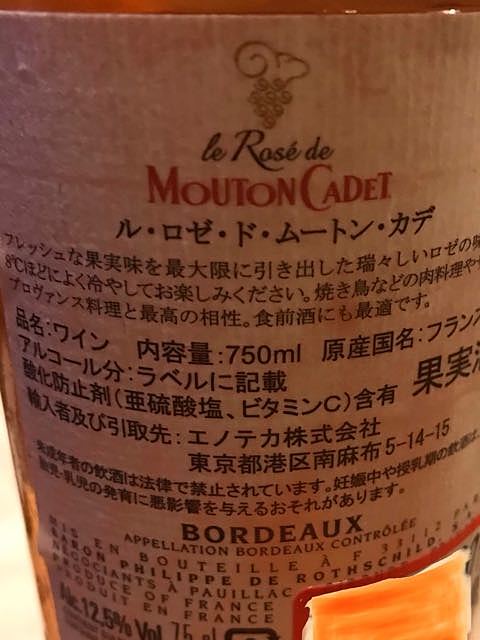 le Rosé de
MOUTON CADET
ル・ロゼ・ド・ムートン・カデ
フレッシュな果実味を最大限に引き出した瑞々しいロゼの味
8℃ほどによく冷やしてお楽しみください。焼き鳥などの肉料理や
プロヴァンス料理と最高の相性。食前酒にも最適です。
品名:ワイン 内容量:750ml 原産国名:フランス
アルコール分:ラベルに記載 果実
酸化防止剤(亜硫酸塩、ビタミンC)含有
輸入者及び引取先:エノテカ株式会社
東京都港区南麻布5-14-15
未成年者の飲酒は法律で禁止されています。妊娠中や授乳期の飲酒は、
胎児・乳児の発育に悪影響を与えるおそれがあります。
BORDEAUX
APPELLATION BORDEAUX CONTRÔLÉE
MIS EN BOUTEILLE À F 33112
BARON PHILIPPE DE ROTHSCHILD, S.
NÉGOCIANTS À PAUILLAC
PRODUCE OF FRANCE
PRODUIT EN FRANCE
Alc.12,5% Vol. 75 cl